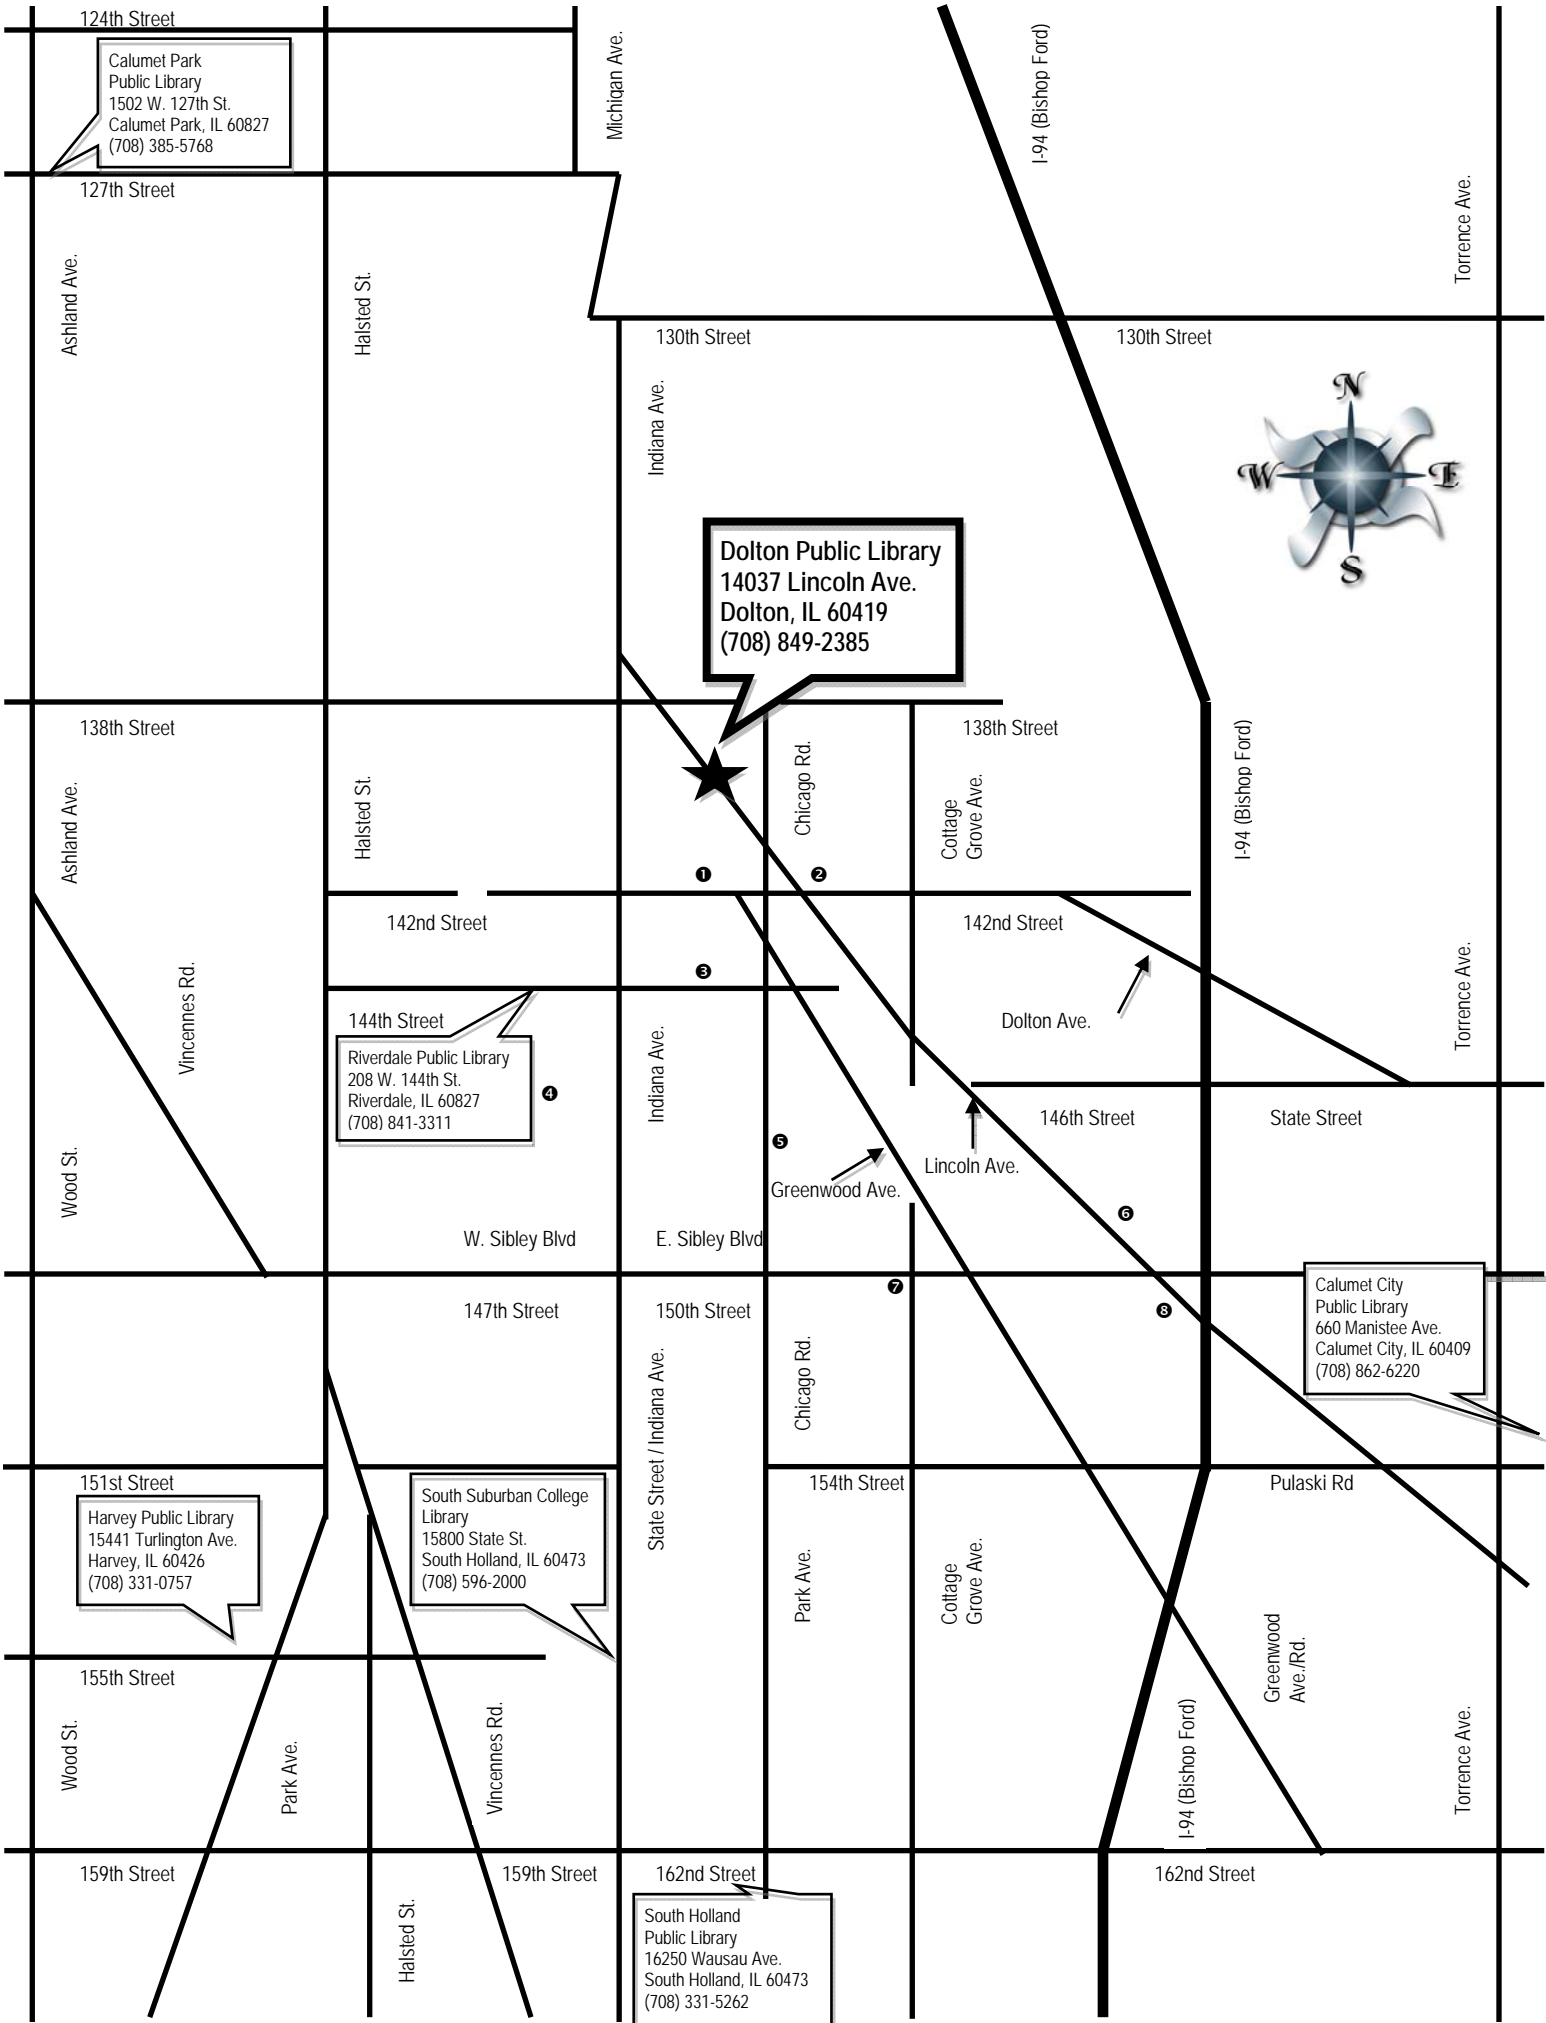 124th Street
Calumet Park
Public Library
1502 W. 127th St.
Calumet Park, IL 60827
(708) 385-5768
Michigan Ave.
I-94 (Bishop Ford)
127th Street
Torrence Ave.
Ashland Ave.
Halsted St.
130th Street
130th Street
Indiana Ave.
N
W
E
S
Dolton Public Library
14037 Lincoln Ave.
Dolton, IL 60419
(708) 849-2385
138th Street
138th Street
Ashland Ave.
Halsted St.
Chicago Rd.
Cottage
Grove Ave.
I-94 (Bishop Ford)
❶
❷
142nd Street
142nd Street
Vincennes Rd.
❸
Torrence Ave.
144th Street
Dolton Ave.
Riverdale Public Library
208 W. 144th St.
Riverdale, IL 60827
(708) 841-3311
❹
Indiana Ave.
146th Street
State Street
❺
Wood St.
Lincoln Ave.
Greenwood Ave.
❻
W. Sibley Blvd
E. Sibley Blvd
❼
147th Street
150th Street
❽
Calumet City
Public Library
660 Manistee Ave.
Calumet City, IL 60409
(708) 862-6220
State Street / Indiana Ave.
Chicago Rd.
151st Street
154th Street
Pulaski Rd
Harvey Public Library
15441 Turlington Ave.
Harvey, IL 60426
(708) 331-0757
South Suburban College
Library
15800 State St.
South Holland, IL 60473
(708) 596-2000
Park Ave.
Cottage
Grove Ave.
Greenwood
Ave./Rd.
155th Street
Wood St.
Park Ave.
Vincennes Rd.
I-94 (Bishop Ford)
Torrence Ave.
159th Street
159th Street
162nd Street
162nd Street
Halsted St.
South Holland
Public Library
16250 Wausau Ave.
South Holland, IL 60473
(708) 331-5262